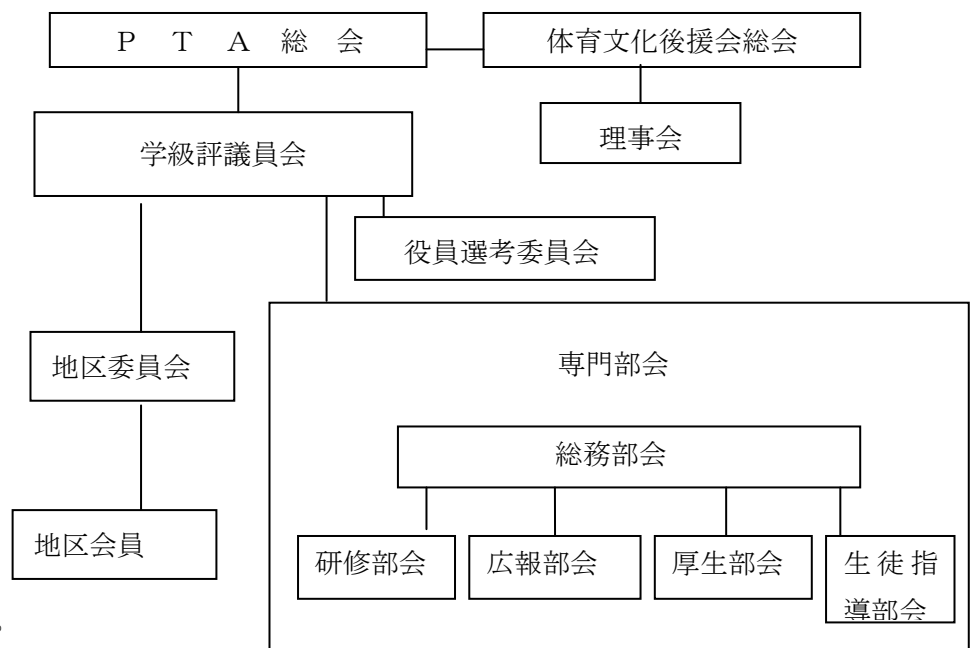 Ｐ　Ｔ　Ａ　総　会
体育文化後援会総会
理事会
学級評議員会
役員選考委員会
地区委員会
専門部会
総務部会
地区会員
研修部会
広報部会
厚生部会
生徒指
導部会